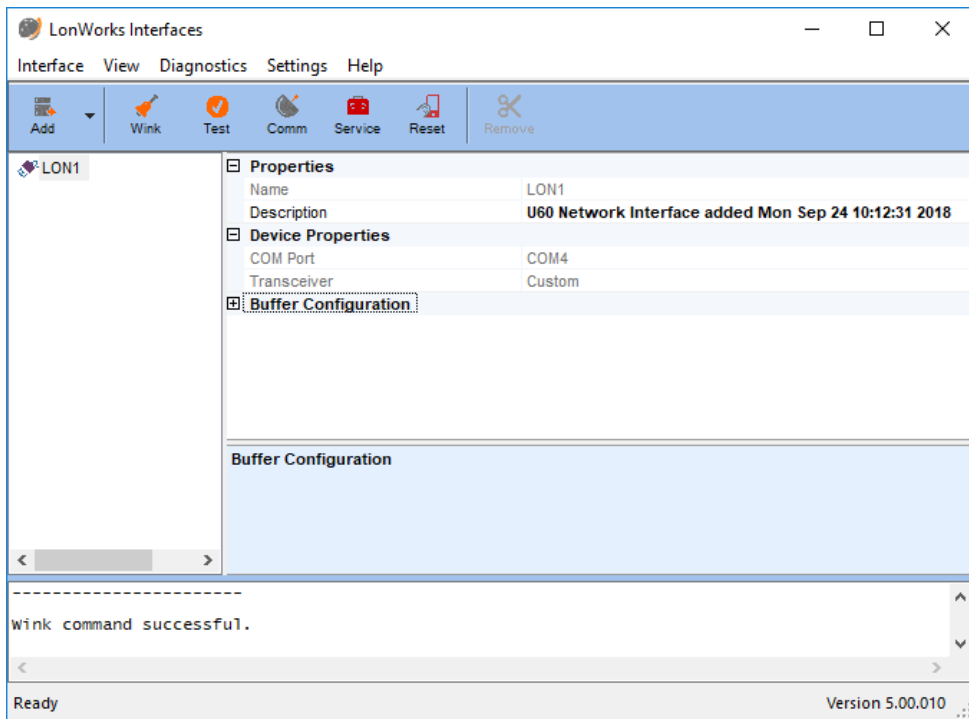 LonWorks Interfaces
Interface View Diagnostics Settings Help
Add Wink Test Comm Service Reset Remove
LON1
Properties
Name LON1
Description U60 Network Interface added Mon Sep 24 10:12:31 2018
Device Properties
COM Port COM4
Transceiver Custom
Buffer Configuration
Buffer Configuration
-----------------------
Wink command successful.
Ready Version 5.00.010